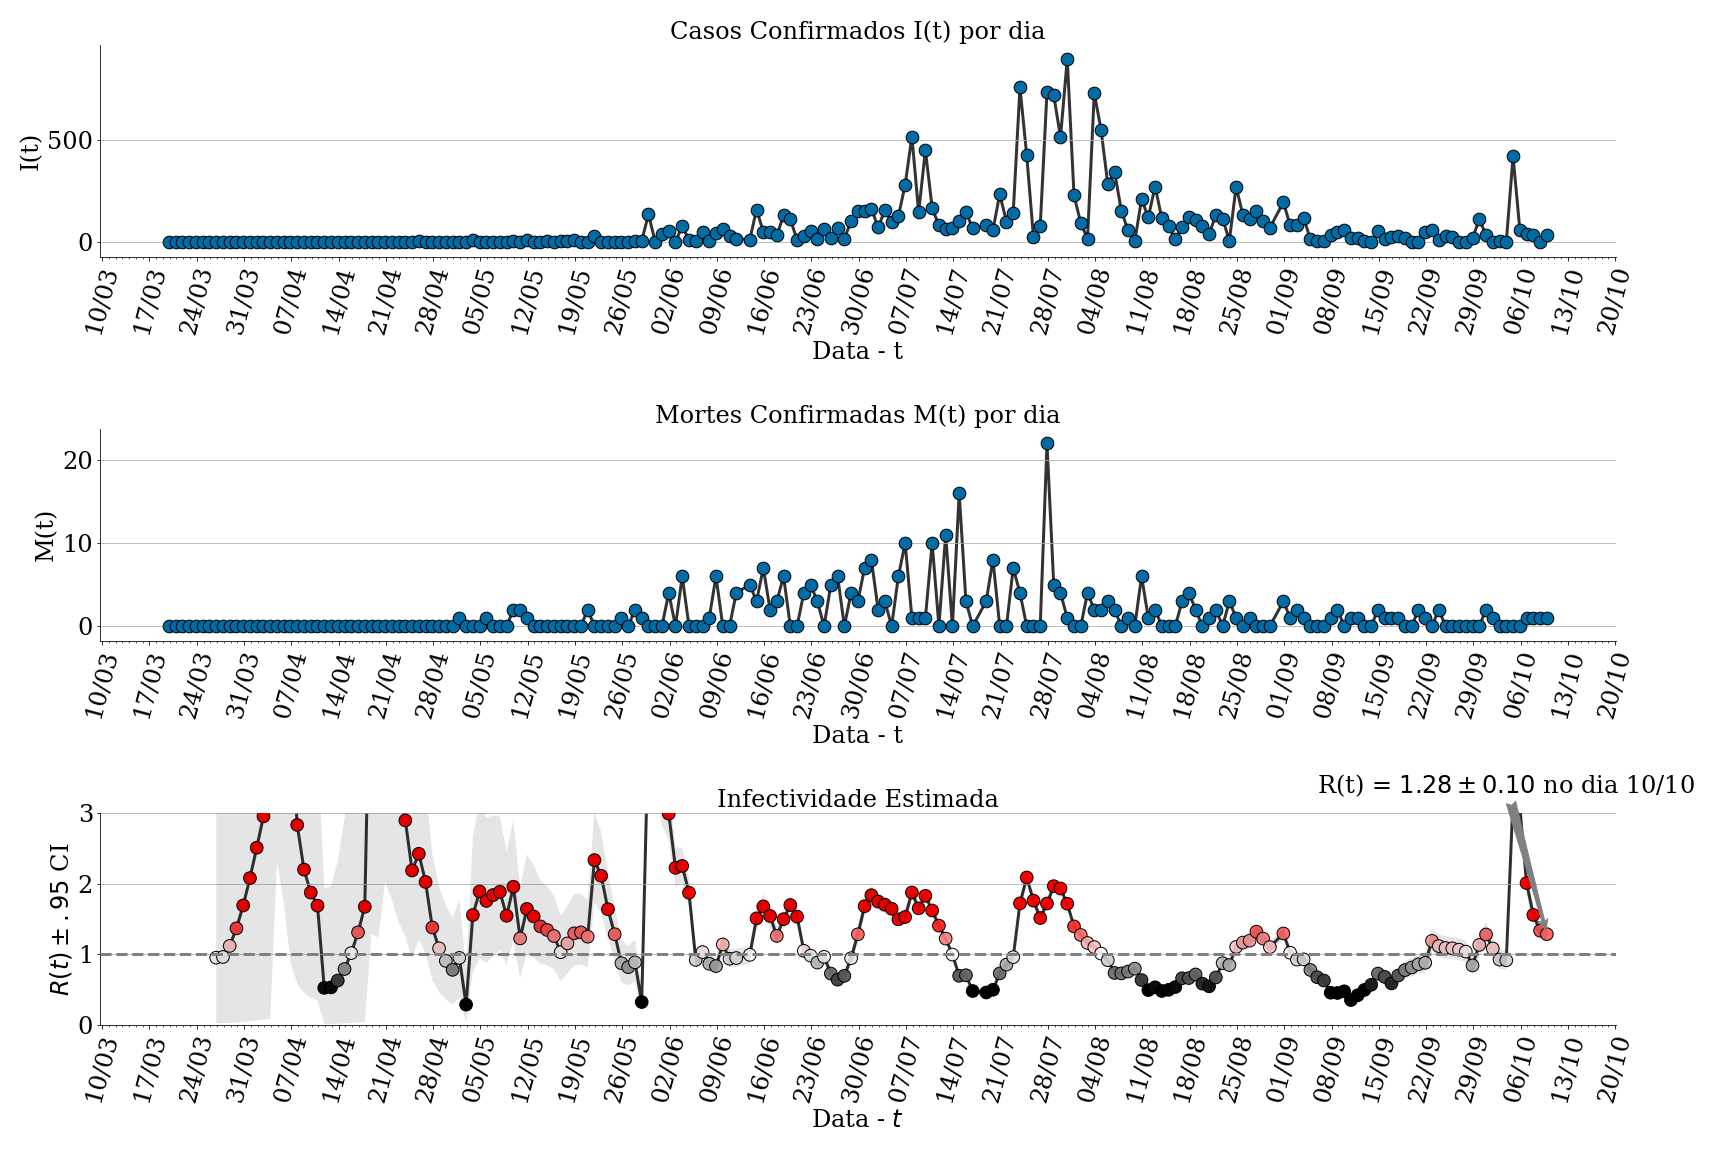 Casos Confirmados I(t) por dia
I(t)
500
0
10/03 17/03 24/03 31/03 07/04 14/04 21/04 28/04 05/05 12/05 19/05 26/05 02/06 09/06 16/06 23/06 30/06 07/07 14/07 21/07 28/07 04/08 11/08 18/08 25/08 01/09 08/09 15/09 22/09 29/09 06/10 13/10 20/10
Data - t
Mortes Confirmadas M(t) por dia
M(t)
20
10
0
10/03 17/03 24/03 31/03 07/04 14/04 21/04 28/04 05/05 12/05 19/05 26/05 02/06 09/06 16/06 23/06 30/06 07/07 14/07 21/07 28/07 04/08 11/08 18/08 25/08 01/09 08/09 15/09 22/09 29/09 06/10 13/10 20/10
Data - t
R(t) = 1.28 ± 0.10 no dia 10/10
Infectividade Estimada
R(t) ± .95 CI
3
2
1
0
10/03 17/03 24/03 31/03 07/04 14/04 21/04 28/04 05/05 12/05 19/05 26/05 02/06 09/06 16/06 23/06 30/06 07/07 14/07 21/07 28/07 04/08 11/08 18/08 25/08 01/09 08/09 15/09 22/09 29/09 06/10 13/10 20/10
Data - t